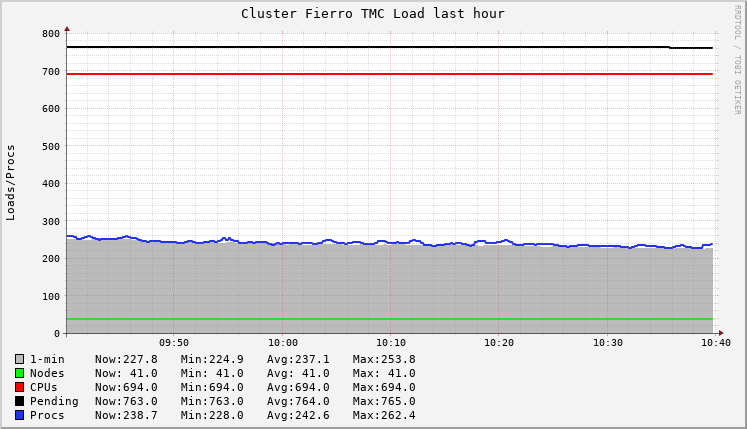 Cluster Fierro TMC Load last hour
RRDTOOL / TOBI OETIKER
Loads/Procs
800
700
600
500
400
300
200
100
0
09:50 10:00 10:10 10:20 10:30 10:40
1-min Now:227.8 Min:224.9 Avg:237.1 Max:253.8
Nodes Now: 41.0 Min: 41.0 Avg: 41.0 Max: 41.0
CPUs Now:694.0 Min:694.0 Avg:694.0 Max:694.0
Pending Now:763.0 Min:763.0 Avg:764.0 Max:765.0
Procs Now:238.7 Min:228.0 Avg:242.6 Max:262.4